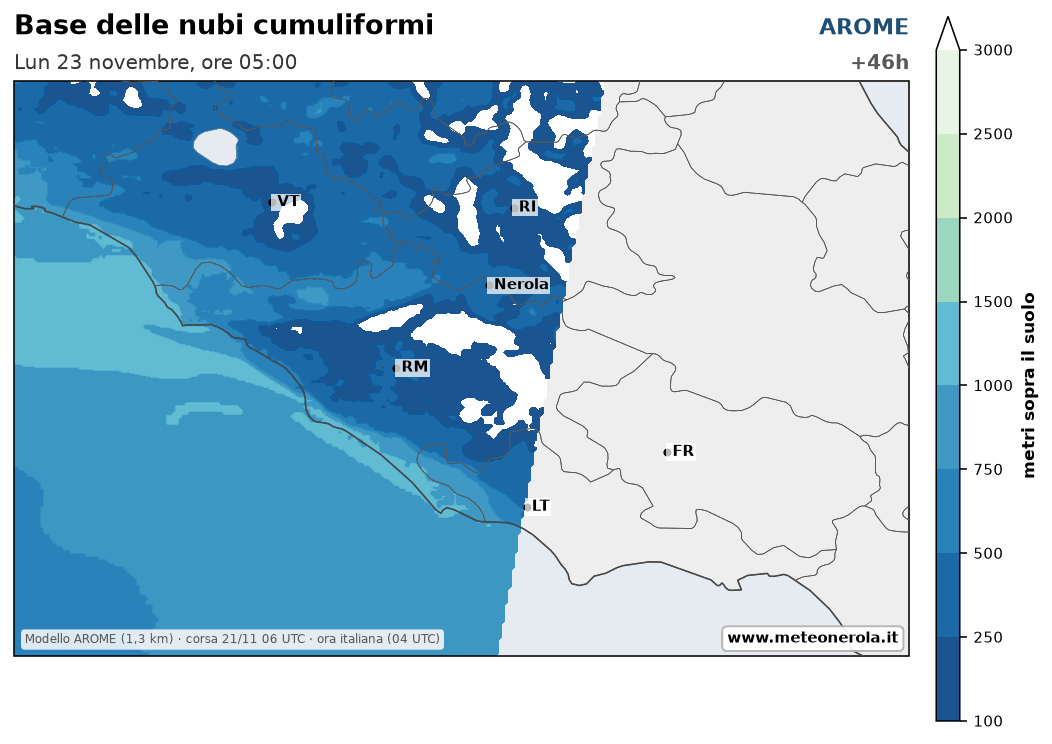 Base delle nubi cumuliformi
AROME
Lun 23 novembre, ore 05:00
+46h
VT
RI
Nerola
RM
FR
LT
Modello AROME (1,3 km) · corsa 21/11 06 UTC · ora italiana (04 UTC)
www.meteonerola.it
3000
2500
2000
1500
1000
750
500
250
100
metri sopra il suolo